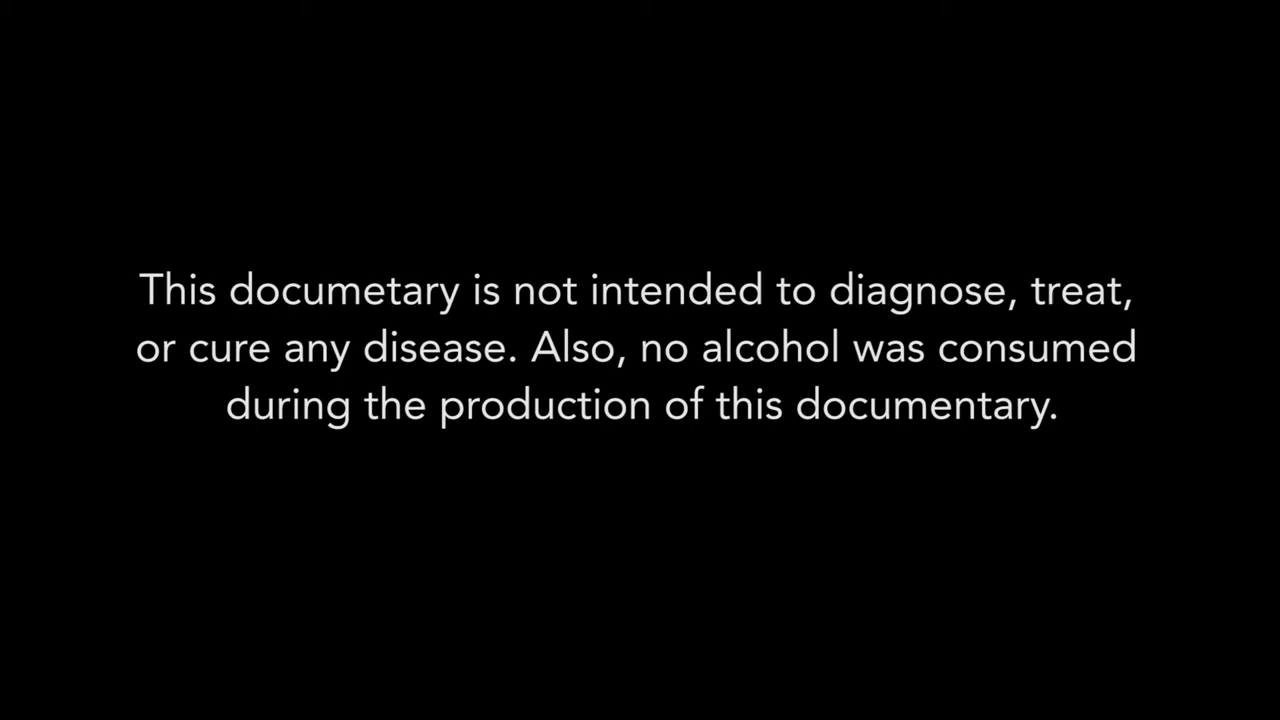 This documetary is not intended to diagnose, treat,
or cure any disease. Also, no alcohol was consumed
during the production of this documentary.